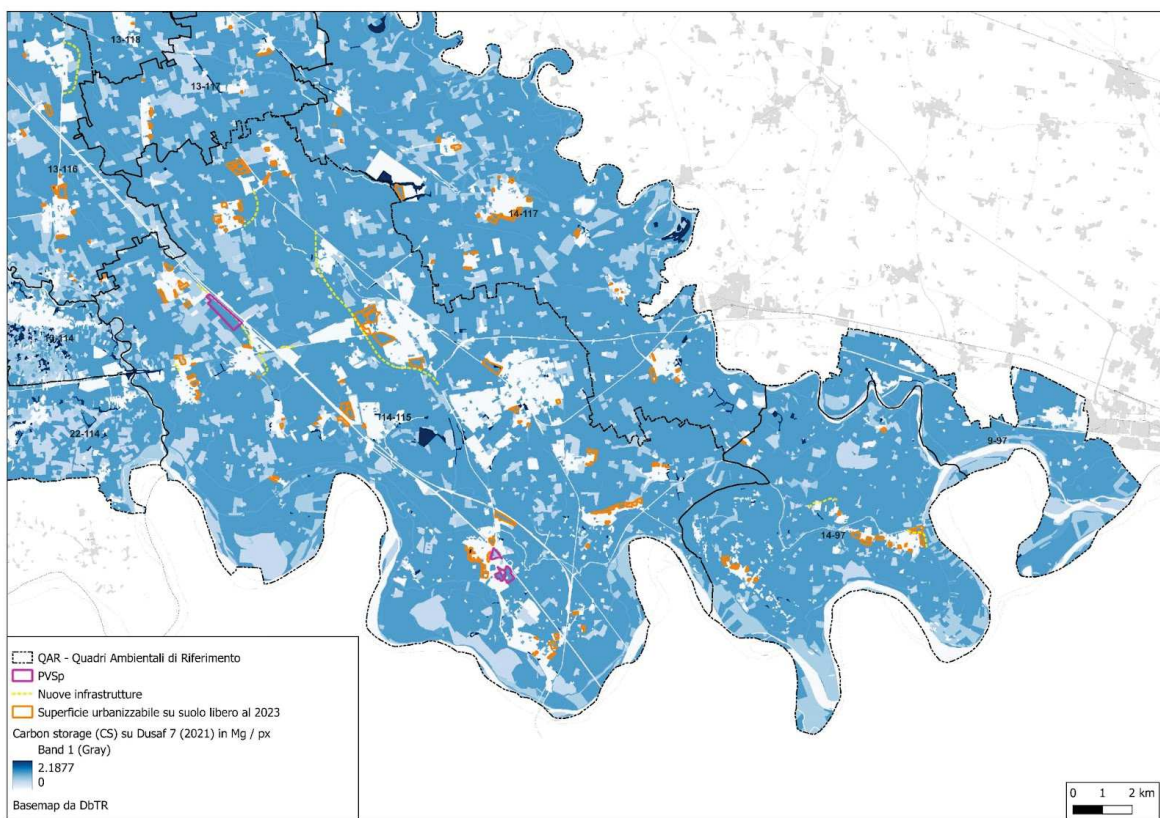 13-118
13-117
13-116
14-117
19-114
14-115
22-114
9-97
14-97
QAR - Quadri Ambientali di Riferimento
PVSp
Nuove infrastrutture
Superficie urbanizzabile su suolo libero al 2023
Carbon storage (CS) su Dusaf 7 (2021) in Mg / px
Band 1 (Gray)
2.1877
0
Basemap da DbTR
0 1 2 km